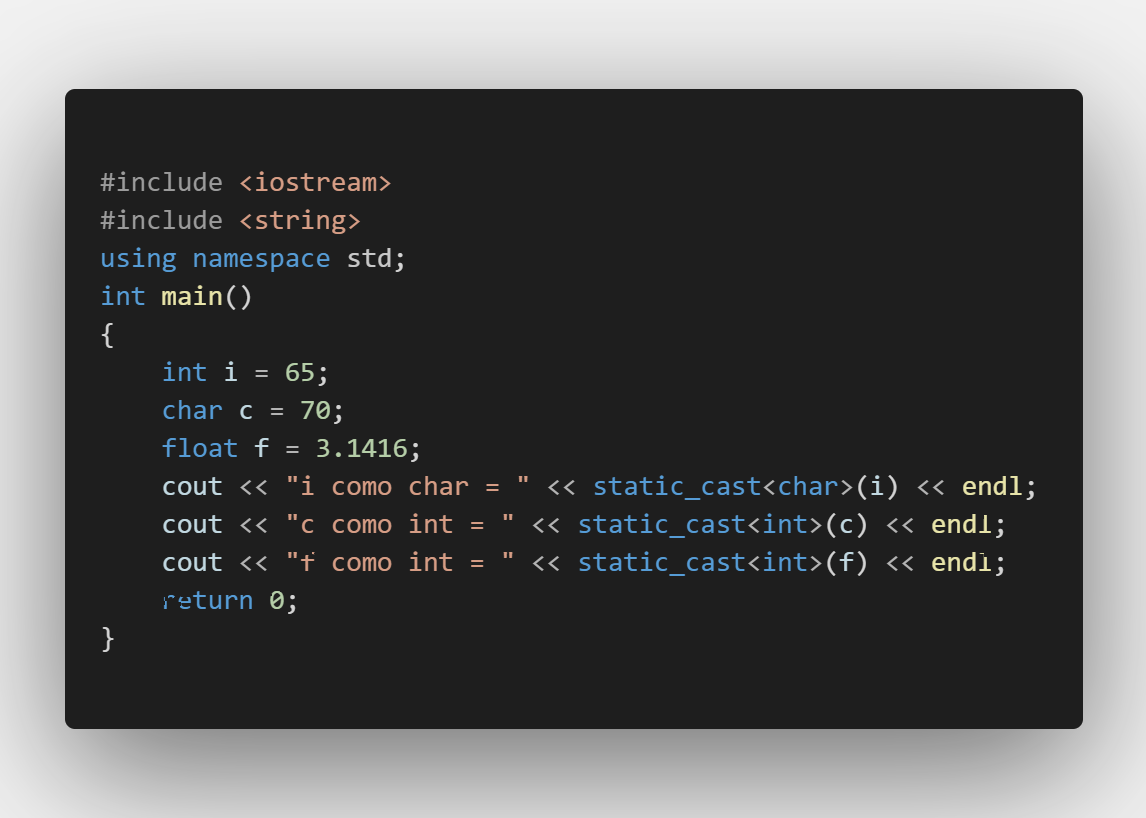 #include <iostream>
#include <string>
using namespace std;
int main()
{
    int i = 65;
    char c = 70;
    float f = 3.1416;
    cout << "i como char = " << static_cast<char>(i) << endl;
    cout << "c como int = " << static_cast<int>(c) << endl;
    cout << "f como int = " << static_cast<int>(f) << endl;
    return 0;
}